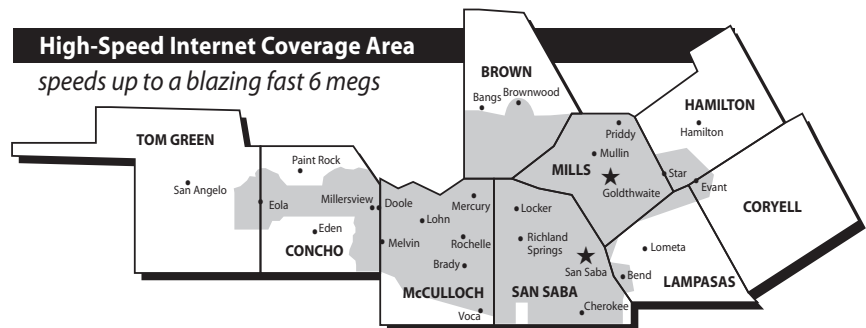 High-Speed Internet Coverage Area
speeds up to a blazing fast 6 megs
BROWN
Bangs
Brownwood
HAMILTON
Hamilton
TOM GREEN
San Angelo
Paint Rock
Eola
Millersview
Doole
Eden
CONCHO
Melvin
Mercury
Lohn
Rochelle
Brady
McCULLOCH
Voca
Priddy
Mullin
MILLS
Goldthwaite
Star
Evant
CORYELL
Locker
Richland
Springs
San Saba
SAN SABA
Cherokee
Lometa
Bend
LAMPASAS